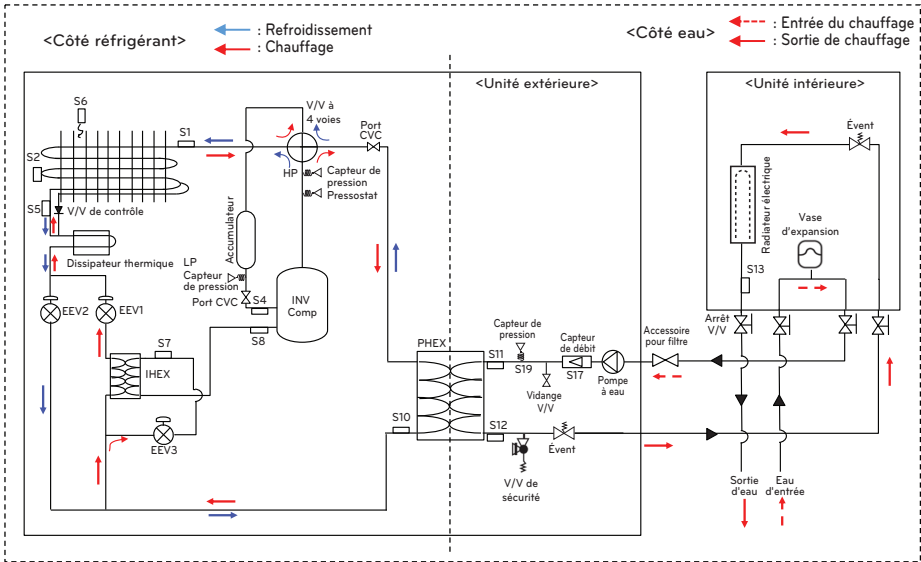 <Côté réfrigérant>
: Refroidissement
: Chauffage
<Côté eau>
: Entrée du chauffage
: Sortie de chauffage
<Unité extérieure>
<Unité intérieure>
S6
S1
S2
S5
V/V de contrôle
Dissipateur thermique
EEV2
EEV1
S7
IHEX
EEV3
V/V à
4 voies
Port
CVC
HP
Capteur de
pression
Pressostat
Accumulateur
LP
Capteur
de pression
Port CVC
S4
S8
INV
Comp
PHEX
S10
S11
S12
Capteur de
pression
S19
Vidange
V/V
Capteur
de débit
S17
Pompe
à eau
Accessoire
pour filtre
V/V de
sécurité
Évent
Évent
Radiateur électrique
Vase
d'expansion
S13
Arrêt
V/V
Sortie
d'eau
Eau
d'entrée